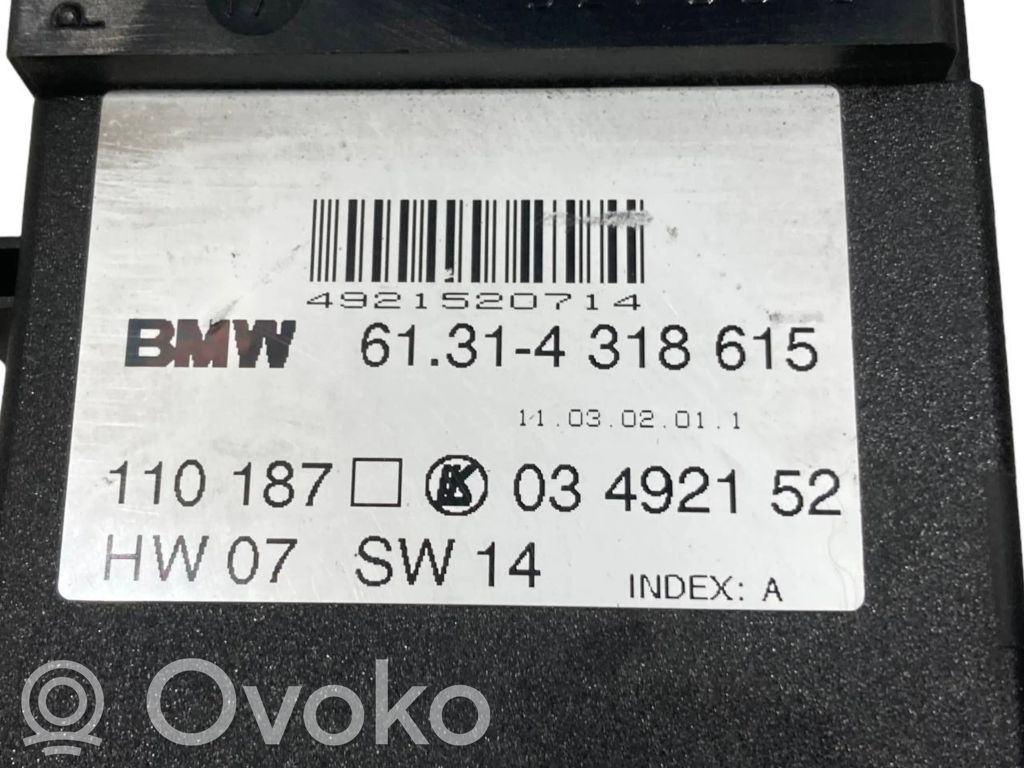 P
4921520714
BMW 61.31-4 318 615
11.03.02.01.1
110 187 03 4921 52
HW 07 SW 14
INDEX: A
Ovoko